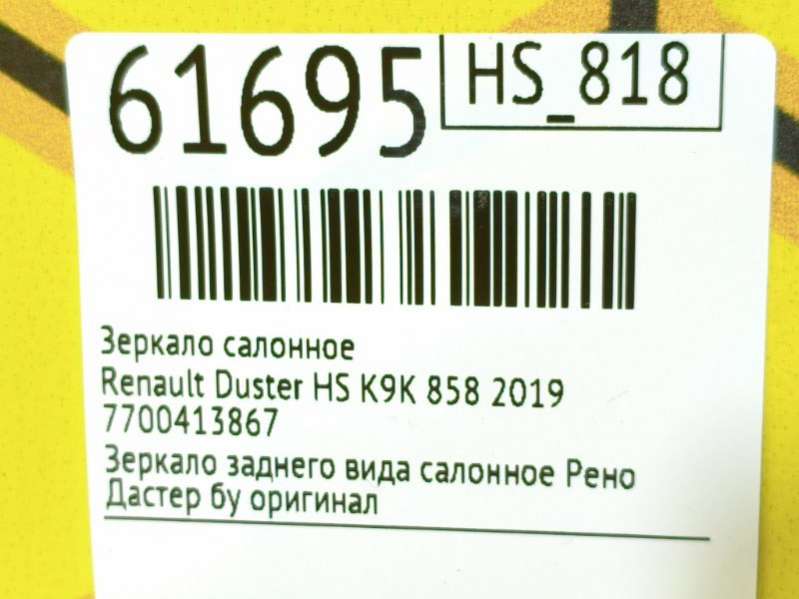 61695
HS_818
Зеркало салонное
Renault Duster HS K9K 858 2019
7700413867
Зеркало заднего вида салонное Рено
Дастер бу оригинал